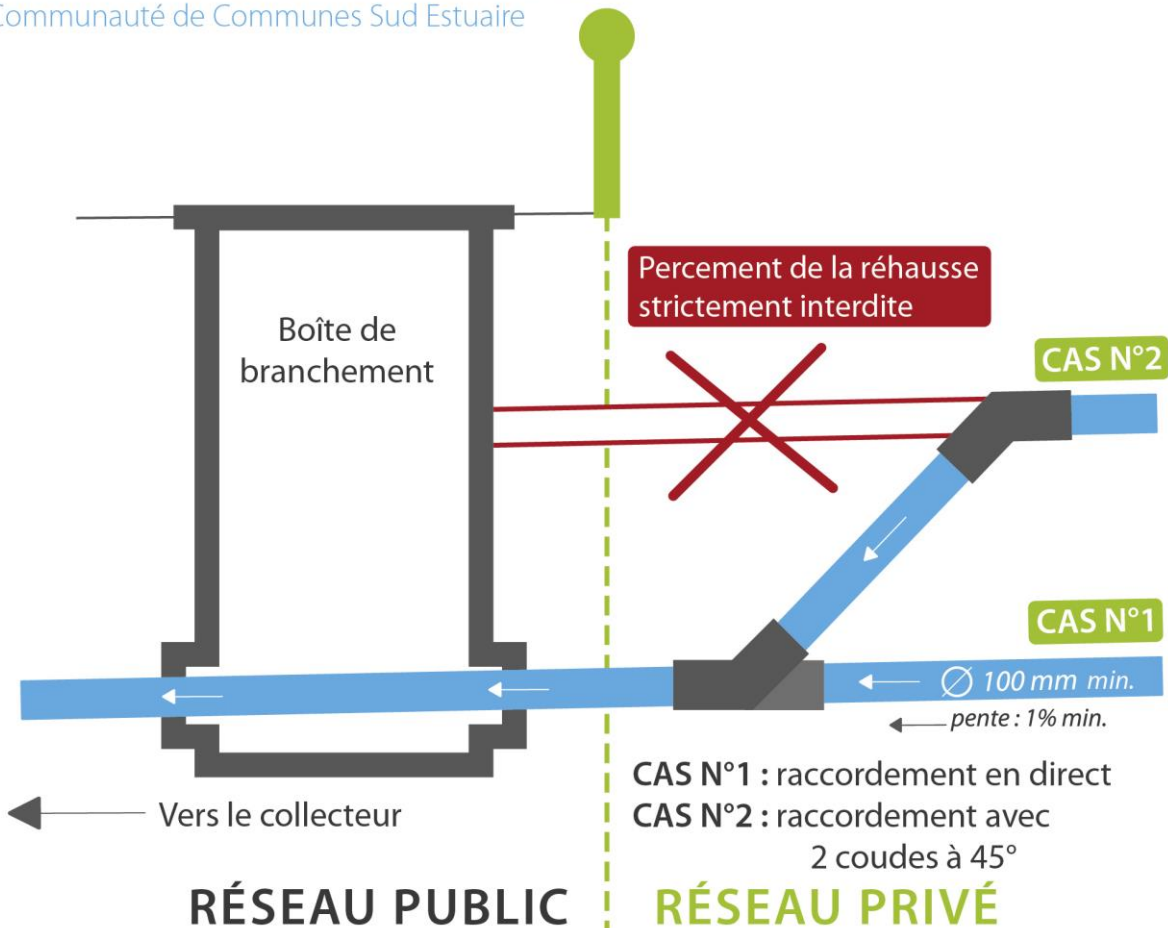 Communauté de Communes Sud Estuaire
Percement de la réhausse
strictement interdite
Boîte de
branchement
CAS N°2
CAS N°1
Ø 100 mm min.
pente : 1% min.
CAS N°1 : raccordement en direct
CAS N°2 : raccordement avec
2 coudes à 45°
Vers le collecteur
RÉSEAU PUBLIC
RÉSEAU PRIVÉ